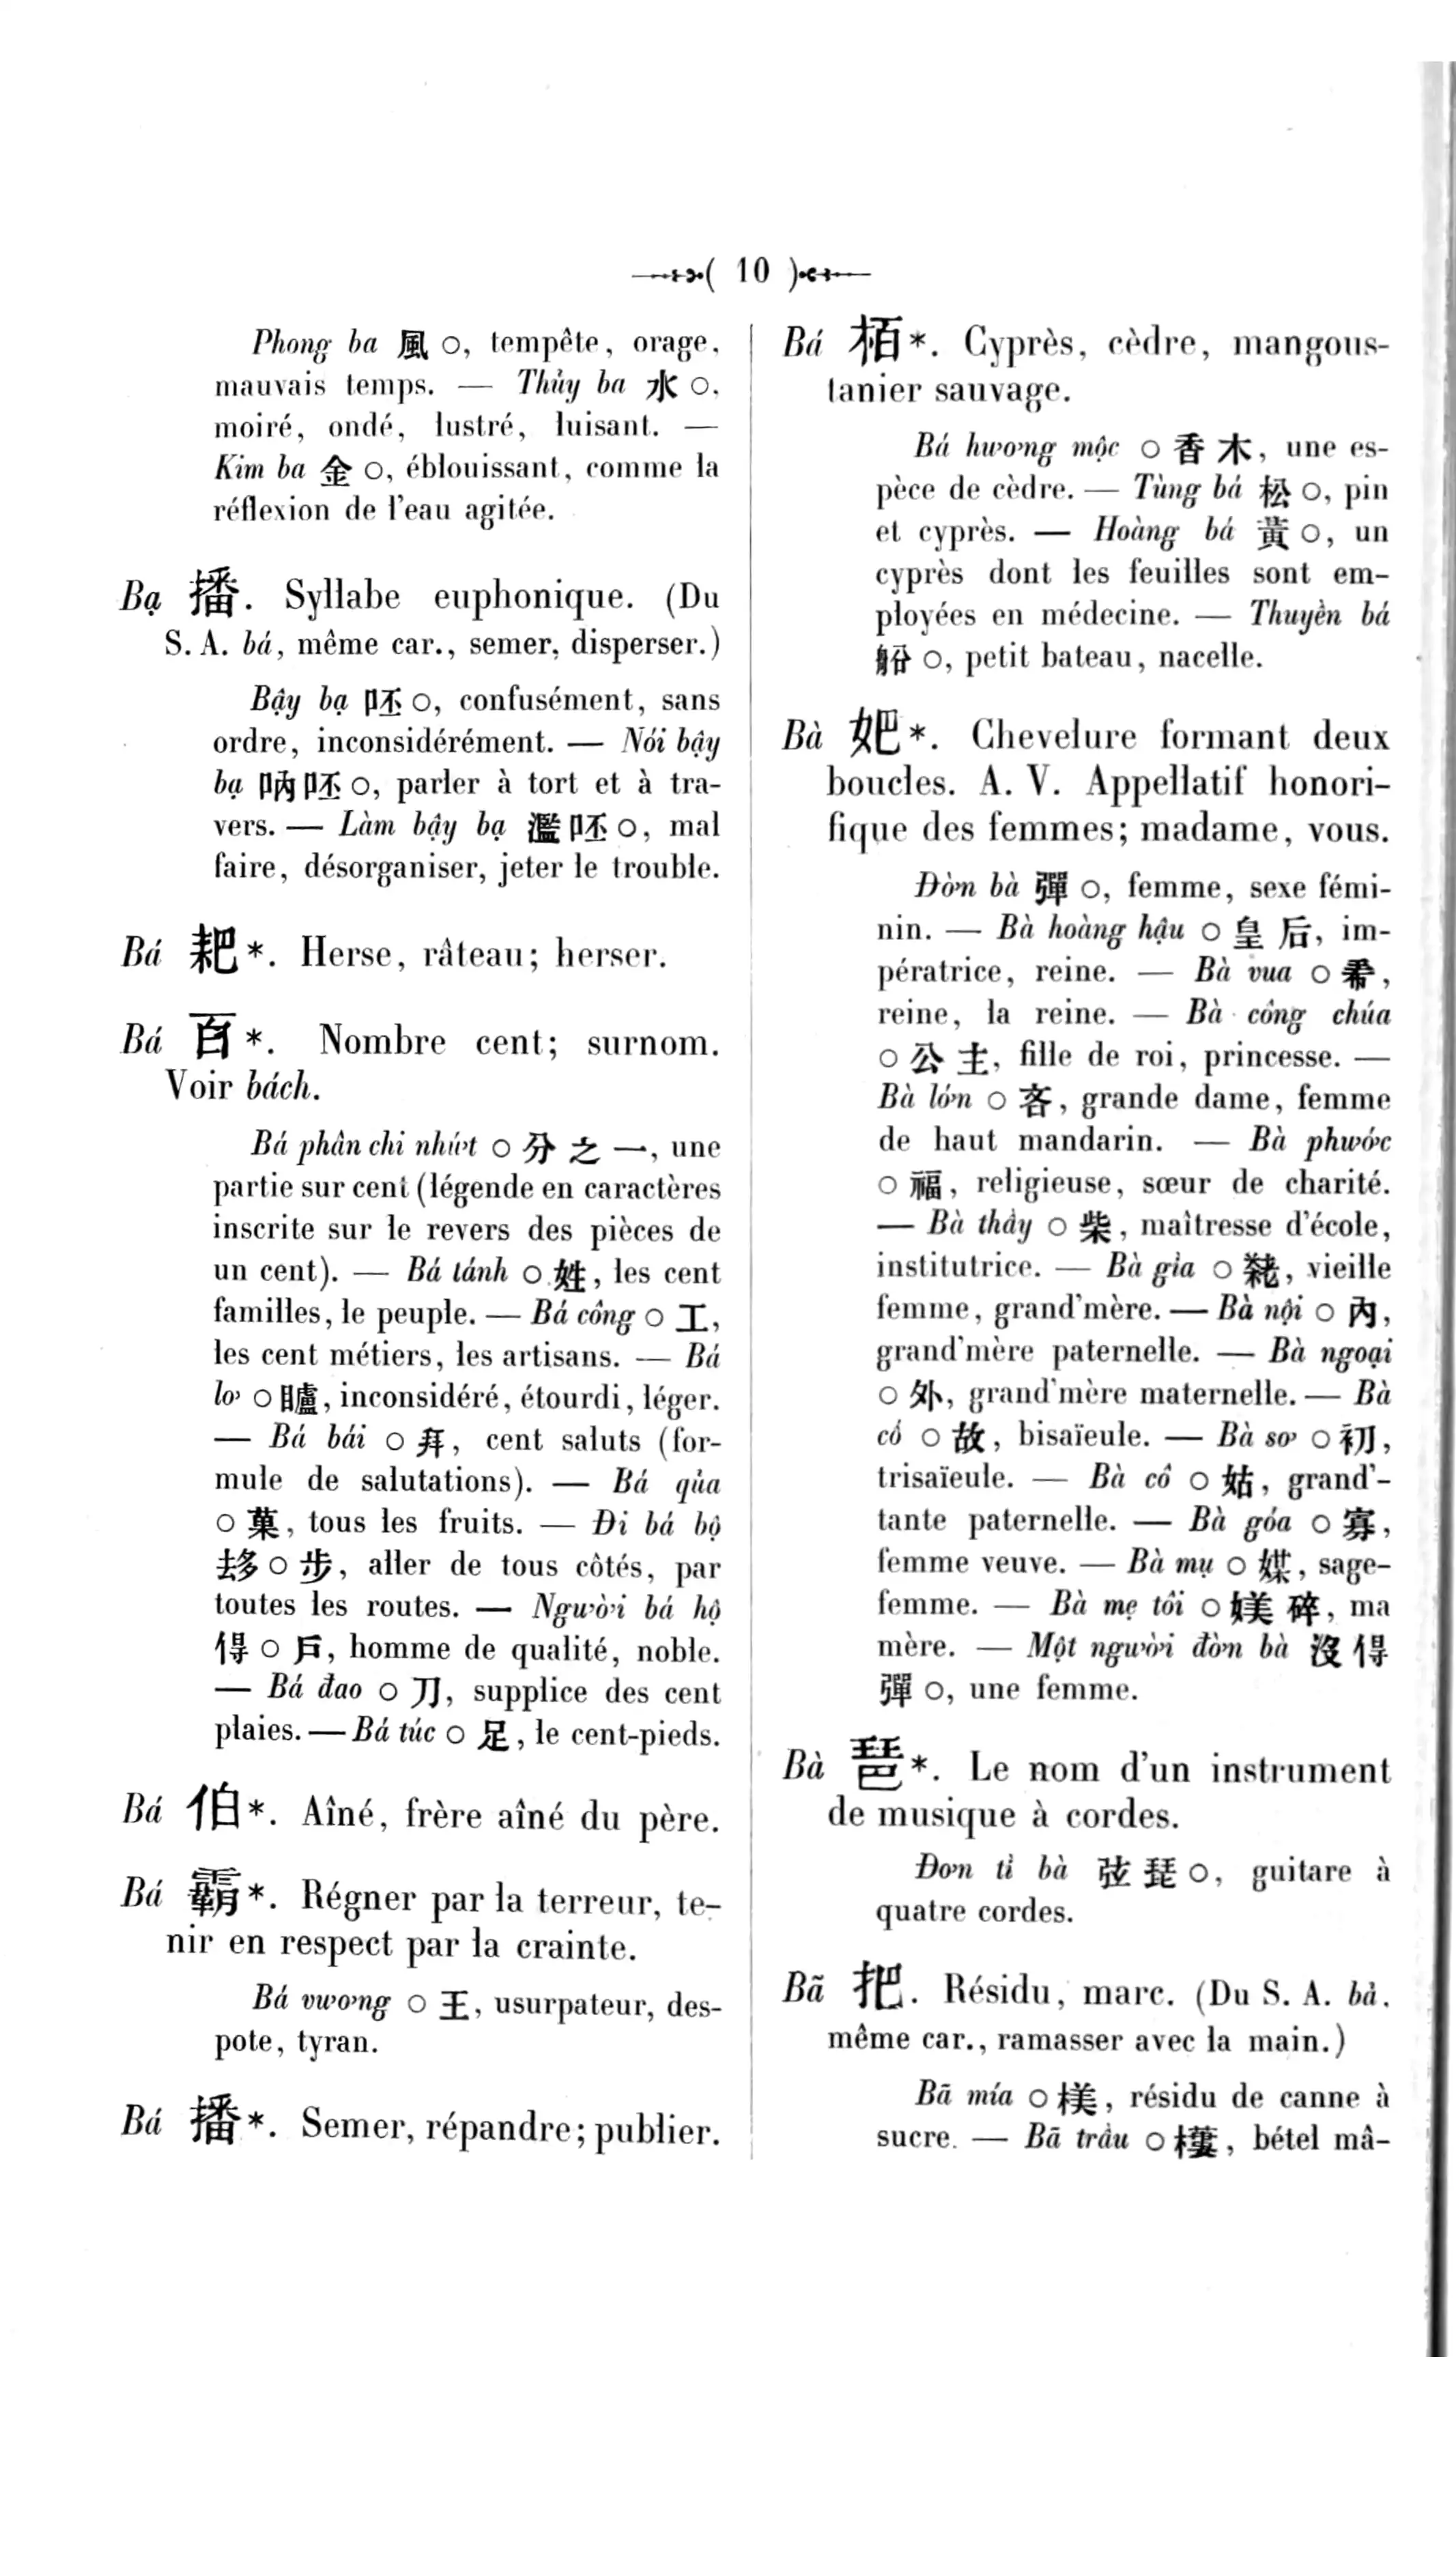 ( 10 )
Phong ba 風 ○, tempête, orage,
mauvais temps. — Thủy ba 水 ○,
moiré, ondé, lustré, luisant. —
Kim ba 金 ○, éblouissant, comme la
réflexion de l'eau agitée.
Bạ 播. Syllabe euphonique. (Du
S. A. bá, même car., semer, disperser.)
Bậy bạ 呸 ○, confusément, sans
ordre, inconsidérément. — Nói bậy
bạ 吶 呸 ○, parler à tort et à tra-
vers. — Làm bậy bạ 濫 呸 ○, mal
faire, désorganiser, jeter le trouble.
Bá 耙*. Herse, râteau; herser.
Bá 百*. Nombre cent; surnom.
Voir bách.
Bá phân chi nhứt ○ 分 之 一, une
partie sur cent (légende en caractères
inscrite sur le revers des pièces de
un cent). — Bá tánh ○ 姓, les cent
familles, le peuple. — Bá công ○ 工,
les cent métiers, les artisans. — Bá
lơ ○ 矑, inconsidéré, étourdi, léger.
— Bá bái ○ 拜, cent saluts (for-
mule de salutations). — Bá qủa
○ 菓, tous les fruits. — Đi bá bộ
𠫾 ○ 步, aller de tous côtés, par
toutes les routes. — Người bá hộ
㝵 ○ 戶, homme de qualité, noble.
— Bá đao ○ 刀, supplice des cent
plaies. — Bá túc ○ 足, le cent-pieds.
Bá 伯*. Aîné, frère aîné du père.
Bá 霸*. Régner par la terreur, te-
nir en respect par la crainte.
Bá vương ○ 王, usurpateur, des-
pote, tyran.
Bá 播*. Semer, répandre; publier.
Bá 栢*. Cyprès, cèdre, mangous-
tanier sauvage.
Bá hương mộc ○ 香 木, une es-
pèce de cèdre. — Tùng bá 松 ○, pin
et cyprès. — Hoàng bá 黃 ○, un
cyprès dont les feuilles sont em-
ployées en médecine. — Thuyền bá
船 ○, petit bateau, nacelle.
Bà 妑*. Chevelure formant deux
boucles. A. V. Appellatif honori-
fique des femmes; madame, vous.
Đờn bà 彈 ○, femme, sexe fémi-
nin. — Bà hoàng hậu ○ 皇 后, im-
pératrice, reine. — Bà vua ○,
reine, la reine. — Bà công chúa
○ 公 主, fille de roi, princesse. —
Bà lớn ○ 吝, grande dame, femme
de haut mandarin. — Bà phước
○ 福, religieuse, sœur de charité.
— Bà thầy ○ 柴, maîtresse d'école,
institutrice. — Bà gìa ○, vieille
femme, grand'mère. — Bà nội ○ 內,
grand'mère paternelle. — Bà ngoại
○ 外, grand'mère maternelle. — Bà
cố ○ 故, bisaïeule. — Bà sơ ○ 初,
trisaïeule. — Bà cô ○ 姑, grand'-
tante paternelle. — Bà góa ○ 寡,
femme veuve. — Bà mụ ○ 媒, sage-
femme. — Bà mẹ tôi ○ 媄 碎, ma
mère. — Một người đờn bà 沒 㝵
彈 ○, une femme.
Bà 琶*. Le nom d'un instrument
de musique à cordes.
Đơn tì bà 弦 琵 ○, guitare à
quatre cordes.
Bã 把. Résidu, marc. (Du S. A. bả,
même car., ramasser avec la main.)
Bã mía ○ 樣, résidu de canne à
sucre. — Bã trầu ○, bétel mâ-